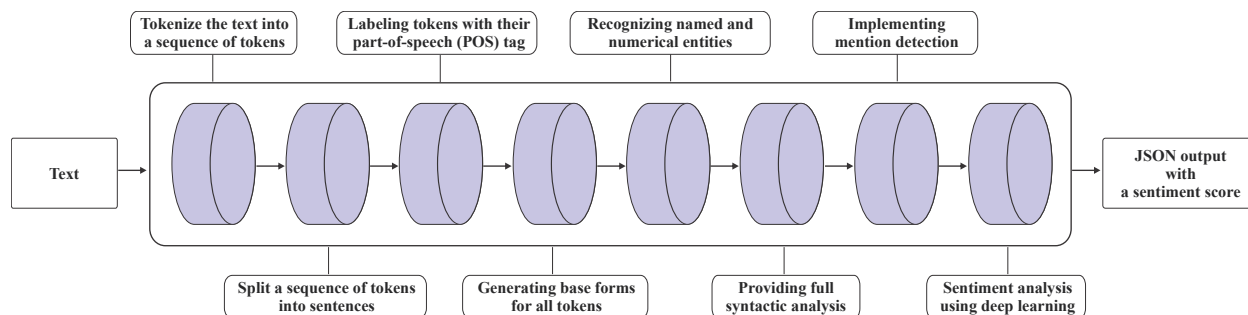 Tokenize the text into
a sequence of tokens
Labeling tokens with their
part-of-speech (POS) tag
Recognizing named and
numerical entities
Implementing
mention detection
Text
JSON output
with
a sentiment score
Split a sequence of tokens
into sentences
Generating base forms
for all tokens
Providing full
syntactic analysis
Sentiment analysis
using deep learning